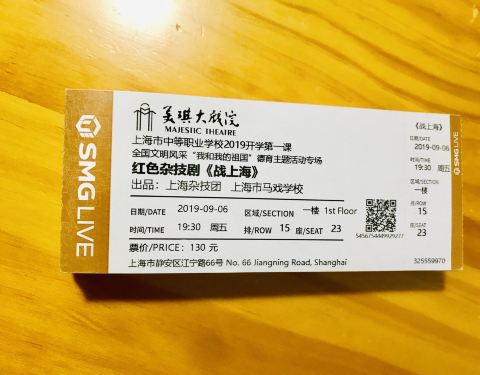 SMG LIVE
美琪大戏院
MAJESTIC THEATRE
上海市中等职业学校2019开学第一课
全国文明风采 “我和我的祖国” 德育主题活动专场
红色杂技剧《战上海》
出品：上海杂技团 上海市马戏学校
日期/DATE 2019-09-06 区域/SECTION 一楼 1st Floor
时间/TIME 19:30 周五 排/ROW 15 座/SEAT 23
票价/PRICE: 130 元
上海市静安区江宁路66号 No. 66 Jiangning Road, Shanghai
5456754449929277
《战上海》
日期/DATE
2019-09-06
时间/TIME
19:30 周五
区域/SECTION
一楼
排/ROW
15
座/SEAT
23
325559970
SMG LIVE